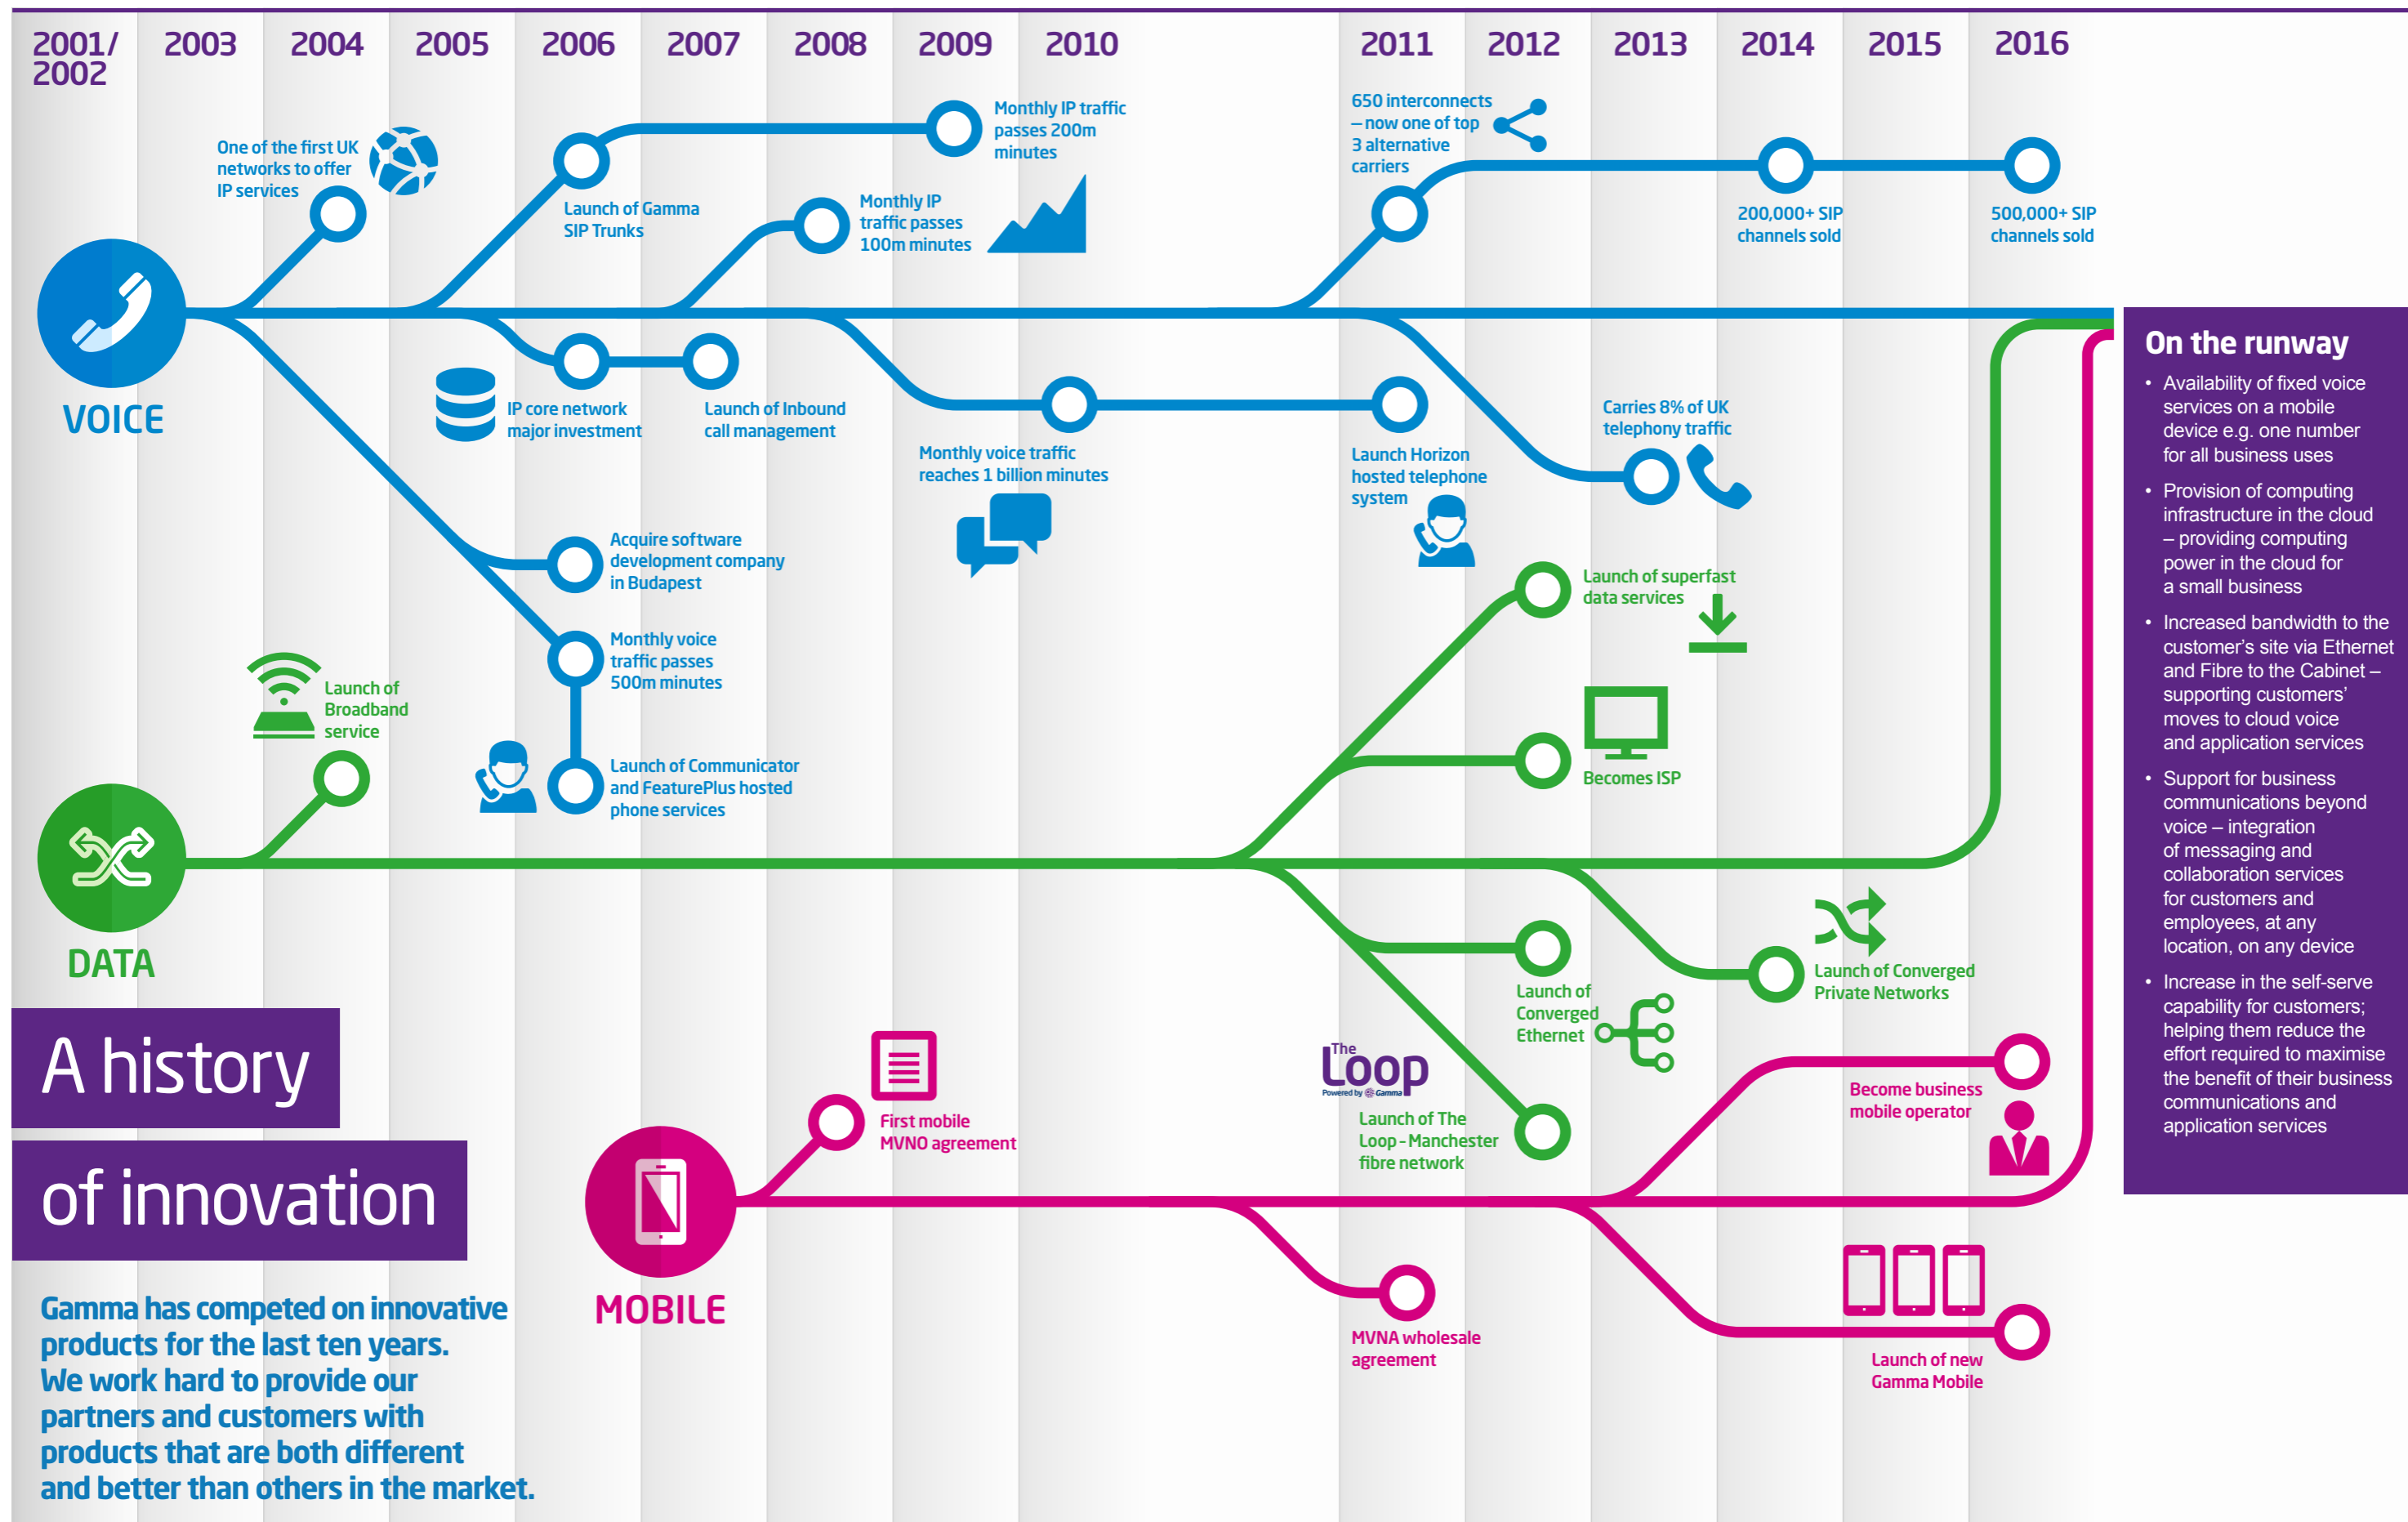 2001/
2002
2003
2004
2005
2006
2007
2008
2009
2010
2011
2012
2013
2014
2015
2016
One of the first UK
networks to offer
IP services
Launch of Gamma
SIP Trunks
Monthly IP traffic
passes 200m
minutes
Monthly IP
traffic passes
100m minutes
650 interconnects
– now one of top
3 alternative
carriers
200,000+ SIP
channels sold
500,000+ SIP
channels sold
VOICE
IP core network
major investment
Launch of Inbound
call management
Monthly voice traffic
reaches 1 billion minutes
Launch Horizon
hosted telephone
system
Carries 8% of UK
telephony traffic
Acquire software
development company
in Budapest
Monthly voice
traffic passes
500m minutes
Launch of Communicator
and FeaturePlus hosted
phone services
Launch of
Broadband
service
DATA
Launch of superfast
data services
Becomes ISP
Launch of
Converged
Ethernet
Launch of Converged
Private Networks
The
Loop
Powered by Gamma
Launch of The
Loop – Manchester
fibre network
First mobile
MVNO agreement
MOBILE
MVNA wholesale
agreement
Become business
mobile operator
Launch of new
Gamma Mobile
A history
of innovation
Gamma has competed on innovative
products for the last ten years.
We work hard to provide our
partners and customers with
products that are both different
and better than others in the market.
On the runway
• Availability of fixed voice
services on a mobile
device e.g. one number
for all business uses
• Provision of computing
infrastructure in the cloud
– providing computing
power in the cloud for
a small business
• Increased bandwidth to the
customer’s site via Ethernet
and Fibre to the Cabinet –
supporting customers’
moves to cloud voice
and application services
• Support for business
communications beyond
voice – integration
of messaging and
collaboration services
for customers and
employees, at any
location, on any device
• Increase in the self-serve
capability for customers;
helping them reduce the
effort required to maximise
the benefit of their business
communications and
application services